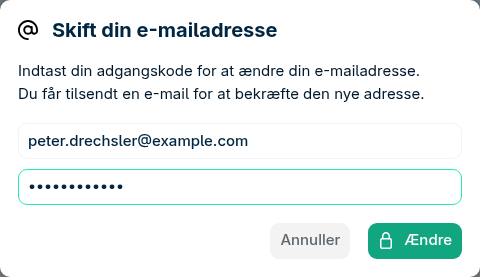 Skift din e-mailadresse
Indtast din adgangskode for at ændre din e-mailadresse.
Du får tilsendt en e-mail for at bekræfte den nye adresse.
peter.drechsler@example.com
••••••••••••
Annuller
Ændre